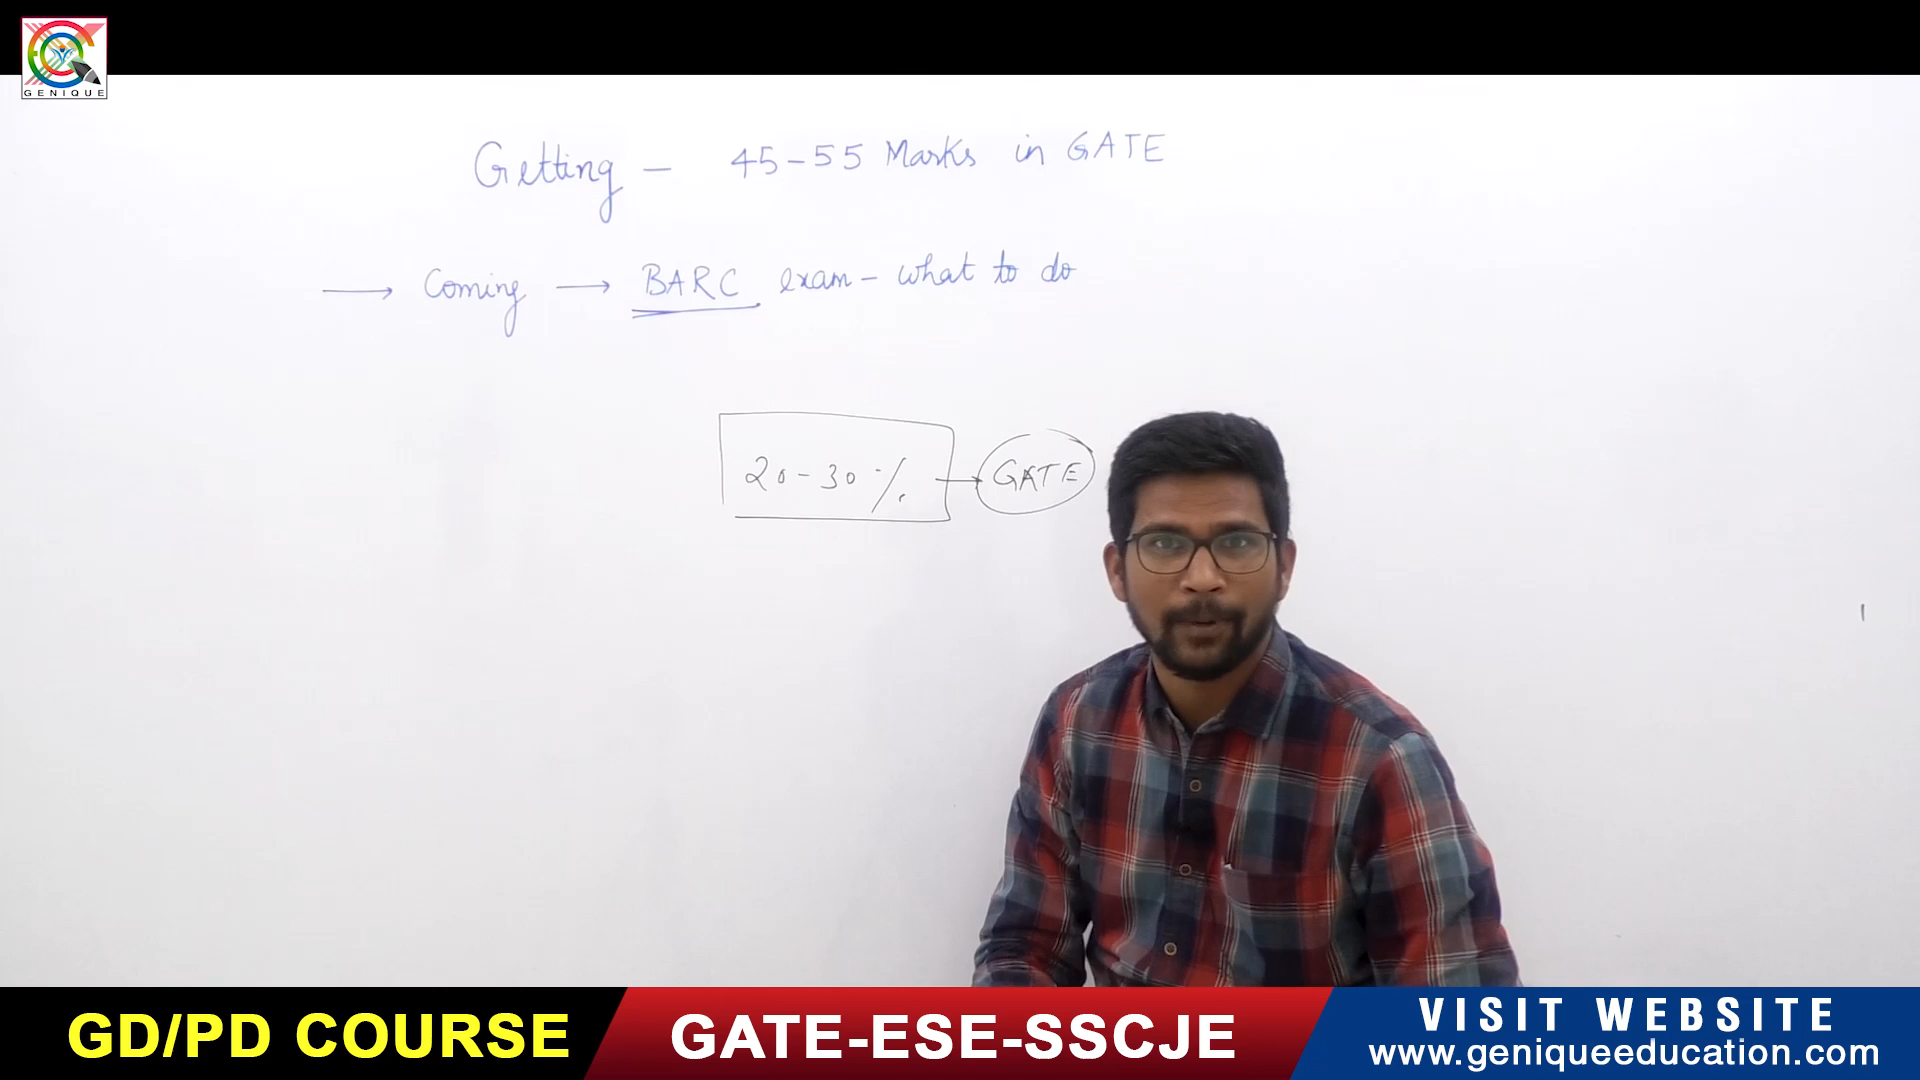 GENIQUE
Getting - 45-55 Marks in GATE
→ Coming → BARC exam - what to do
20-30 % → GATE
GD/PD COURSE
GATE-ESE-SSCJE
VISIT WEBSITE
www.geniqueeducation.com